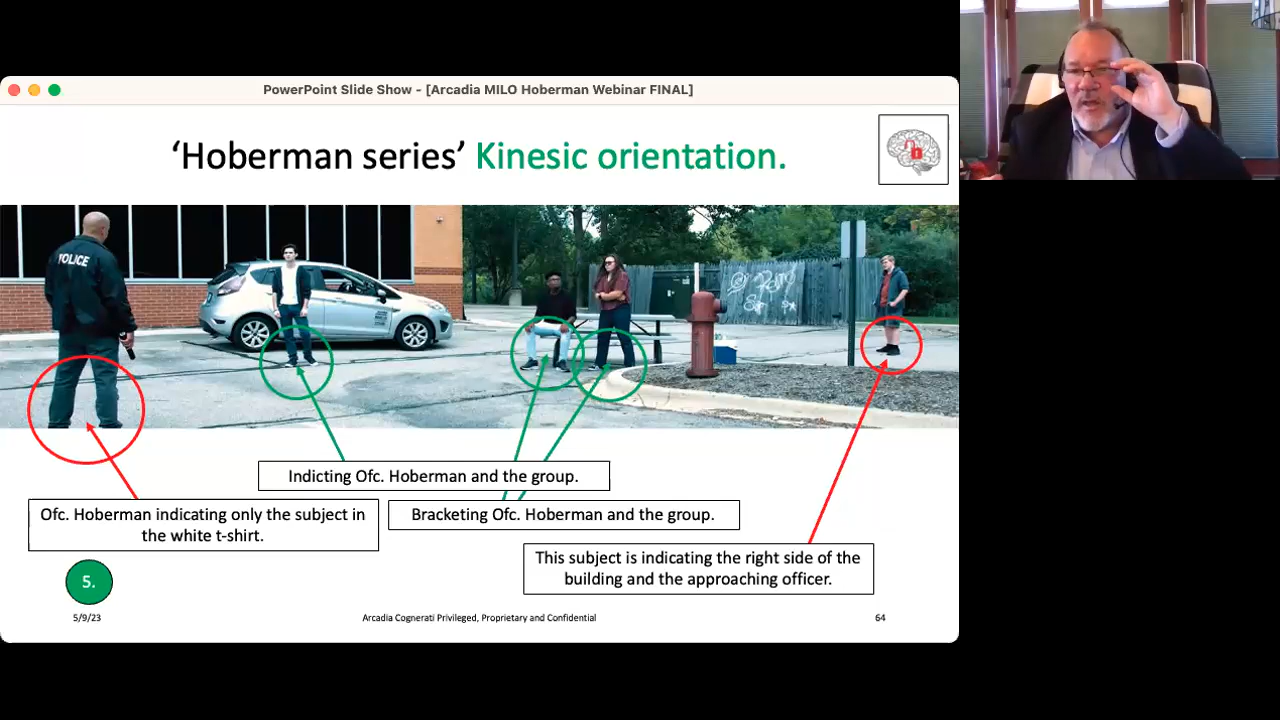 PowerPoint Slide Show - [Arcadia MILO Hoberman Webinar FINAL]
‘Hoberman series’ Kinesic orientation.
POLICE
Indicting Ofc. Hoberman and the group.
Ofc. Hoberman indicating only the subject in
the white t-shirt.
Bracketing Ofc. Hoberman and the group.
This subject is indicating the right side of the
building and the approaching officer.
5.
5/9/23
Arcadia Cognerati Privileged, Proprietary and Confidential
64